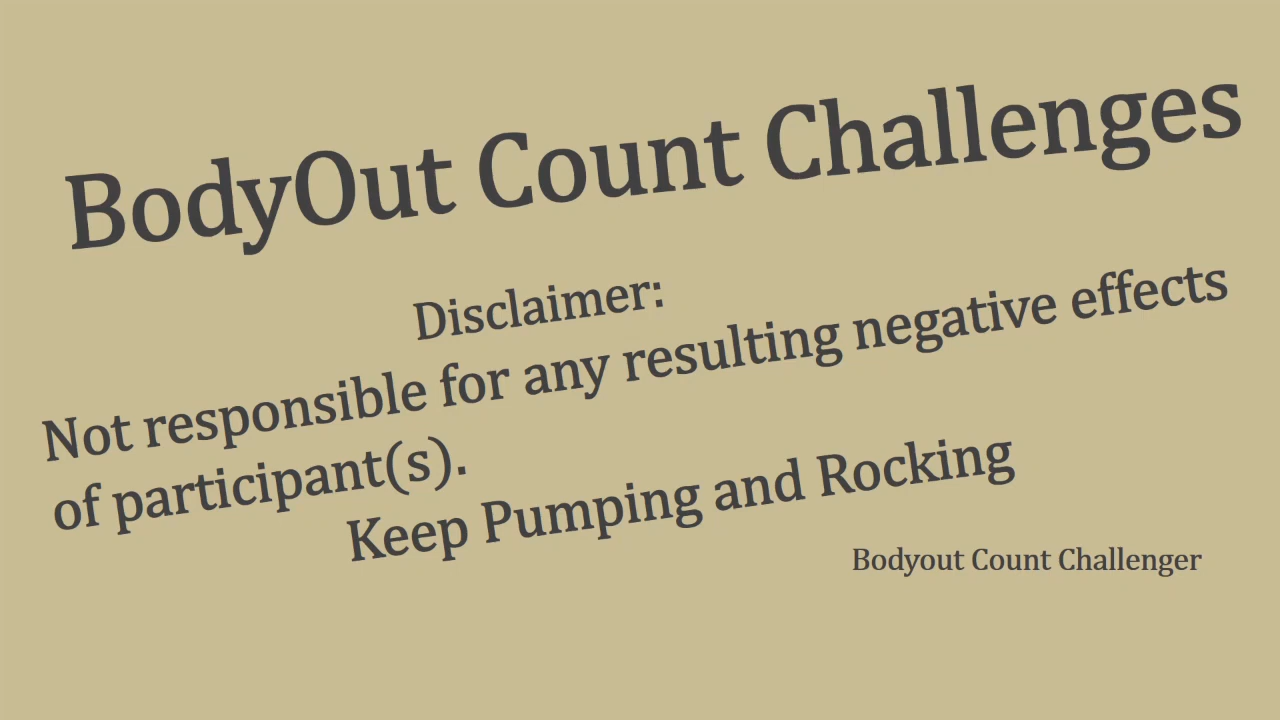 BodyOut Count Challenges
Disclaimer:
Not responsible for any resulting negative effects
of participant(s).
Keep Pumping and Rocking
Bodyout Count Challenger